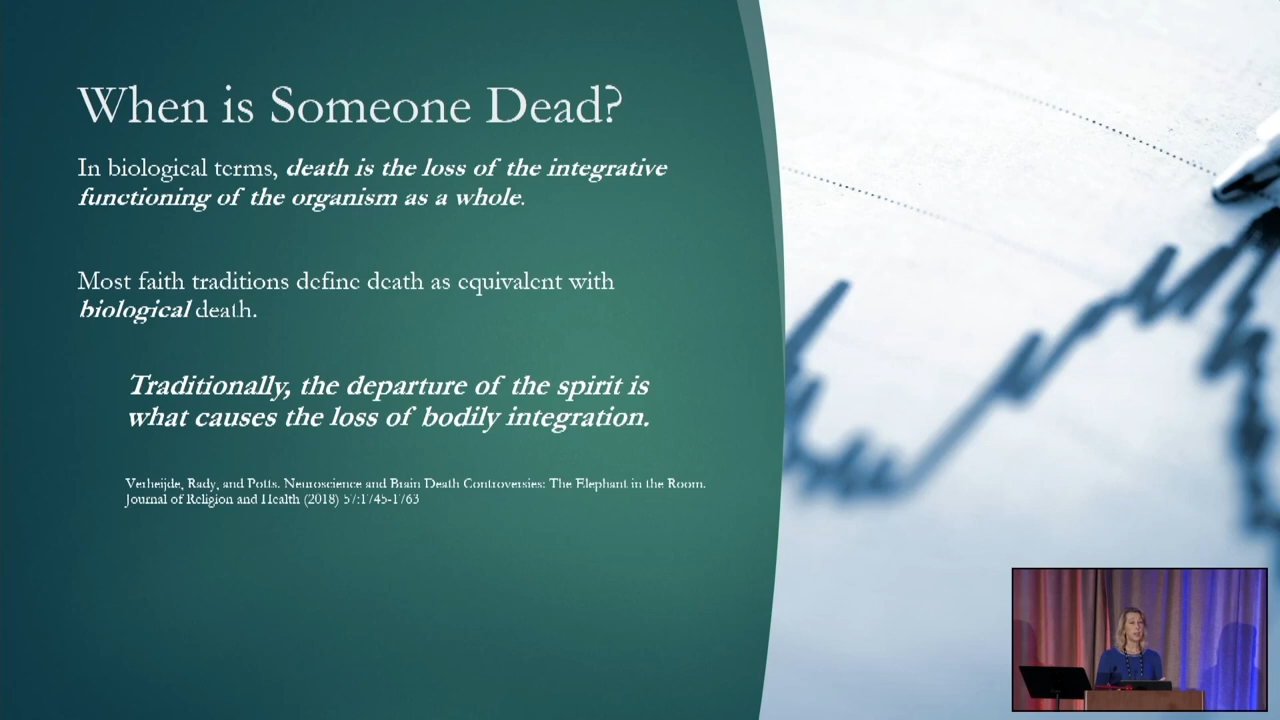 When is Someone Dead?
In biological terms, death is the loss of the integrative
functioning of the organism as a whole.
Most faith traditions define death as equivalent with
biological death.
Traditionally, the departure of the spirit is
what causes the loss of bodily integration.
Verheijde, Rady, and Potts. Neuroscience and Brain Death Controversies: The Elephant in the Room.
Journal of Religion and Health (2018) 57:1745-1763